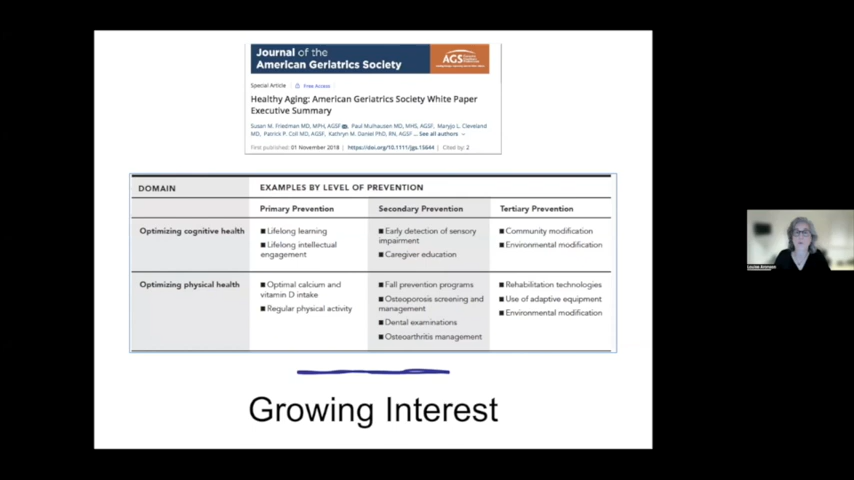 Journal of the
American Geriatrics Society
AGS
Special Article | Free Access
Healthy Aging: American Geriatrics Society White Paper
Executive Summary
Susan M. Friedman MD, MPH, AGSF, Paul Mulhausen MD, MHS, AGSF, Manjo L. Cleveland
MD, Patrick P. Coll MD, AGSF, Kathryn M. Daniel PhD, RN, AGSF ... See all authors
First published: 01 November 2018 | https://doi.org/10.1111/jgs.15644 | Cited by: 2
DOMAIN EXAMPLES BY LEVEL OF PREVENTION
Primary Prevention Secondary Prevention Tertiary Prevention
Optimizing cognitive health
■ Lifelong learning
■ Lifelong intellectual
engagement
■ Early detection of sensory
impairment
■ Caregiver education
■ Community modification
■ Environmental modification
Optimizing physical health
■ Optimal calcium and
vitamin D intake
■ Regular physical activity
■ Fall prevention programs
■ Osteoporosis screening and
management
■ Dental examinations
■ Osteoarthritis management
■ Rehabilitation technologies
■ Use of adaptive equipment
■ Environmental modification
Growing Interest
Louise Aronson